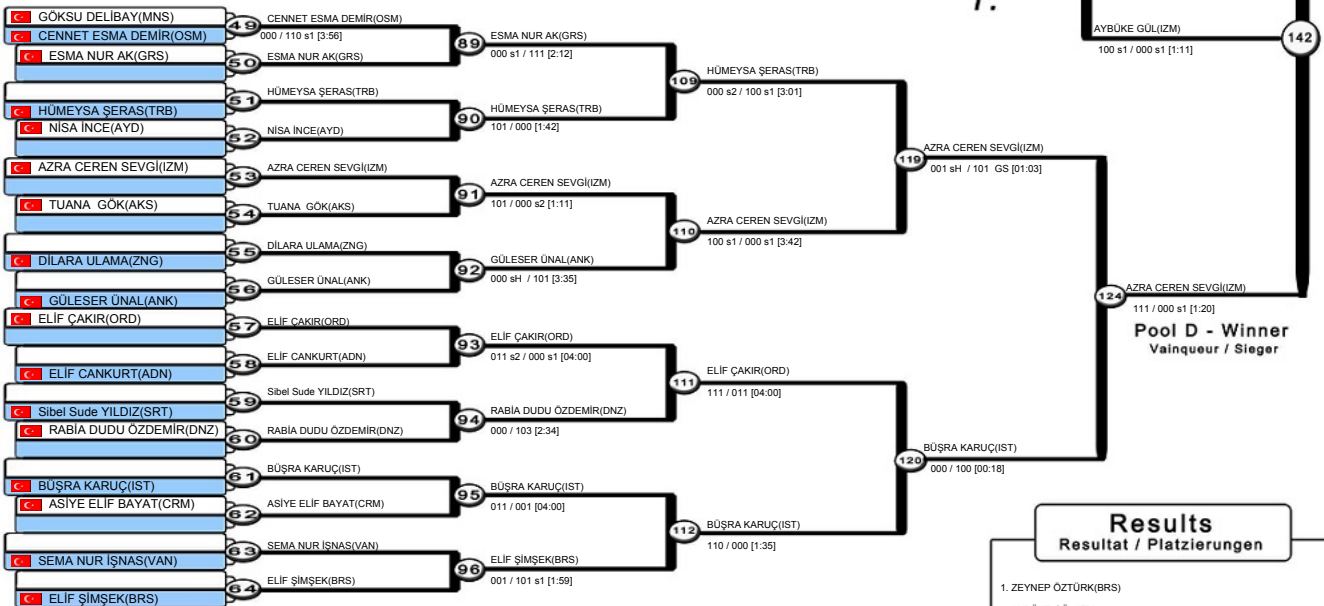 GÖKSU DELİBAY(MNS)
CENNET ESMA DEMİR(OSM)
ESMA NUR AK(GRS)
HÜMEYSA ŞERAS(TRB)
NİSA İNCE(AYD)
AZRA CEREN SEVGİ(IZM)
TUANA GÖK(AKS)
DİLARA ULAMA(ZNG)
GÜLESER ÜNAL(ANK)
ELİF ÇAKIR(ORD)
ELİF CANKURT(ADN)
Sibel Sude YILDIZ(SRT)
RABİA DUDU ÖZDEMİR(DNZ)
BÜŞRA KARUÇ(IST)
ASİYE ELİF BAYAT(CRM)
SEMA NUR İŞNAS(VAN)
ELİF ŞİMŞEK(BRS)
49
CENNET ESMA DEMİR(OSM)
000 / 110 s1 [3:56]
50
ESMA NUR AK(GRS)
51
HÜMEYSA ŞERAS(TRB)
52
NİSA İNCE(AYD)
53
AZRA CEREN SEVGİ(IZM)
54
TUANA GÖK(AKS)
55
DİLARA ULAMA(ZNG)
56
GÜLESER ÜNAL(ANK)
57
ELİF ÇAKIR(ORD)
58
ELİF CANKURT(ADN)
59
Sibel Sude YILDIZ(SRT)
60
RABİA DUDU ÖZDEMİR(DNZ)
61
BÜŞRA KARUÇ(IST)
62
ASİYE ELİF BAYAT(CRM)
63
SEMA NUR İŞNAS(VAN)
64
ELİF ŞİMŞEK(BRS)
89
ESMA NUR AK(GRS)
000 s1 / 111 [2:12]
90
HÜMEYSA ŞERAS(TRB)
101 / 000 [1:42]
91
AZRA CEREN SEVGİ(IZM)
101 / 000 s2 [1:11]
92
GÜLESER ÜNAL(ANK)
000 sH / 101 [3:35]
93
ELİF ÇAKIR(ORD)
011 s2 / 000 s1 [04:00]
94
RABİA DUDU ÖZDEMİR(DNZ)
000 / 103 [2:34]
95
BÜŞRA KARUÇ(IST)
011 / 001 [04:00]
96
ELİF ŞİMŞEK(BRS)
001 / 101 s1 [1:59]
109
HÜMEYSA ŞERAS(TRB)
000 s2 / 100 s1 [3:01]
110
AZRA CEREN SEVGİ(IZM)
100 s1 / 000 s1 [3:42]
111
ELİF ÇAKIR(ORD)
111 / 011 [04:00]
112
BÜŞRA KARUÇ(IST)
110 / 000 [1:35]
119
AZRA CEREN SEVGİ(IZM)
001 sH / 101 GS [01:03]
120
BÜŞRA KARUÇ(IST)
000 / 100 [00:18]
124
AZRA CEREN SEVGİ(IZM)
111 / 000 s1 [1:20]
Pool D - Winner
Vainqueur / Sieger
AYBÜKE GÜL(IZM)
100 s1 / 000 s1 [1:11]
142
Results
Resultat / Platzierungen
1. ZEYNEP ÖZTÜRK(BRS)